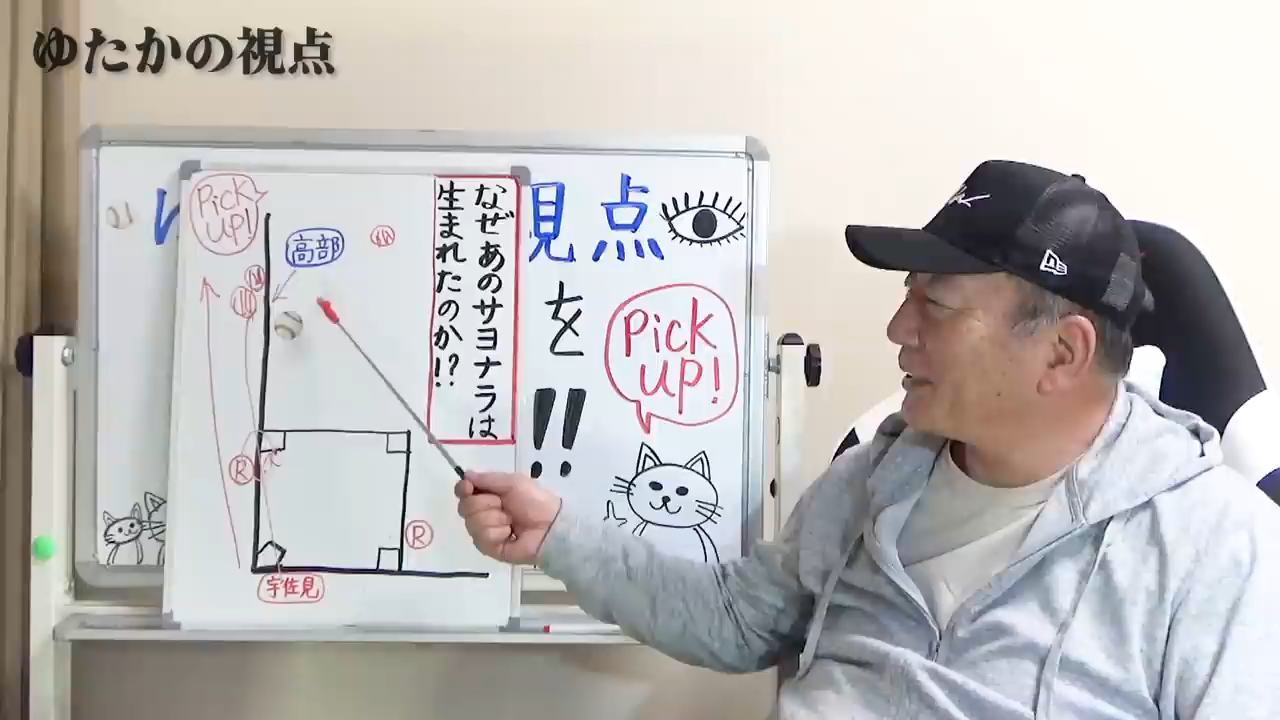 ゆたかの視点
Pick
UP!
高部
なぜあのサヨナラは
生まれたのか!?
視点
を
!!
Pick
UP!
R
R
宇佐見